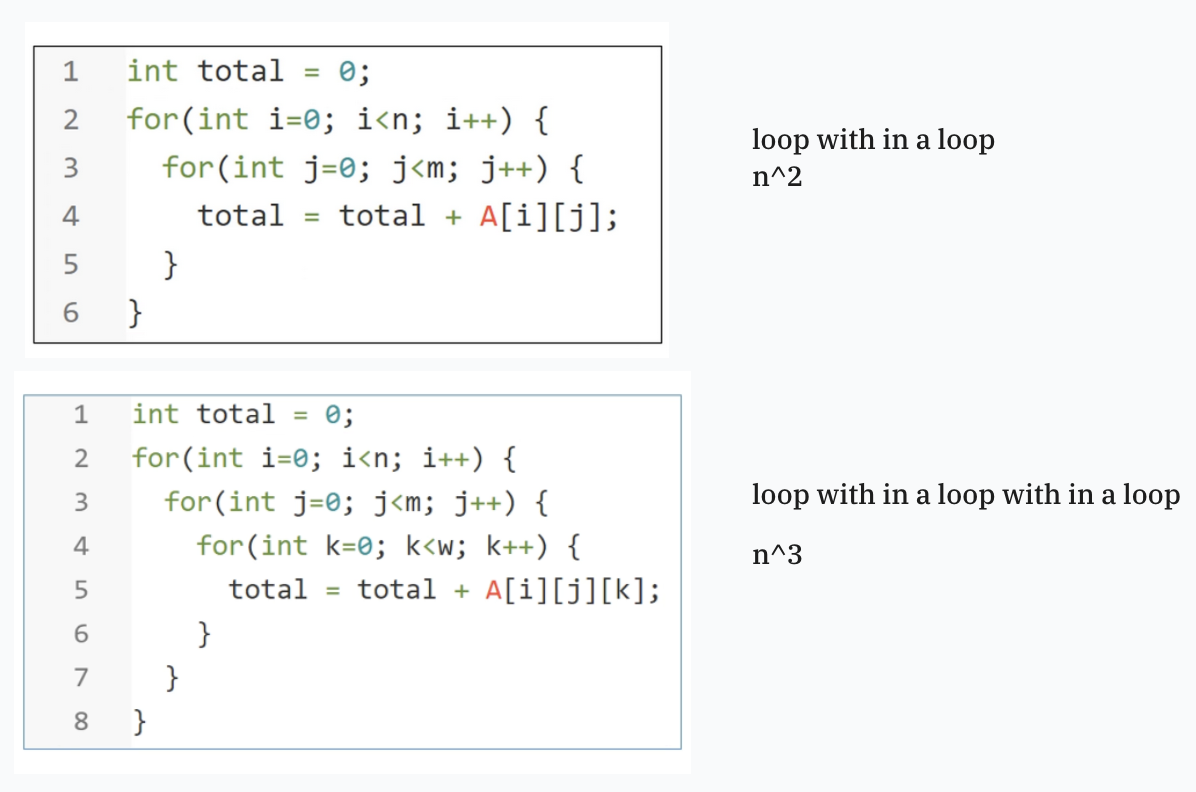 1 int total = 0;
2 for(int i=0; i<n; i++) {
3 for(int j=0; j<m; j++) {
4 total = total + A[i][j];
5 }
6 }
loop with in a loop
n^2
1 int total = 0;
2 for(int i=0; i<n; i++) {
3 for(int j=0; j<m; j++) {
4 for(int k=0; k<w; k++) {
5 total = total + A[i][j][k];
6 }
7 }
8 }
loop with in a loop with in a loop
n^3